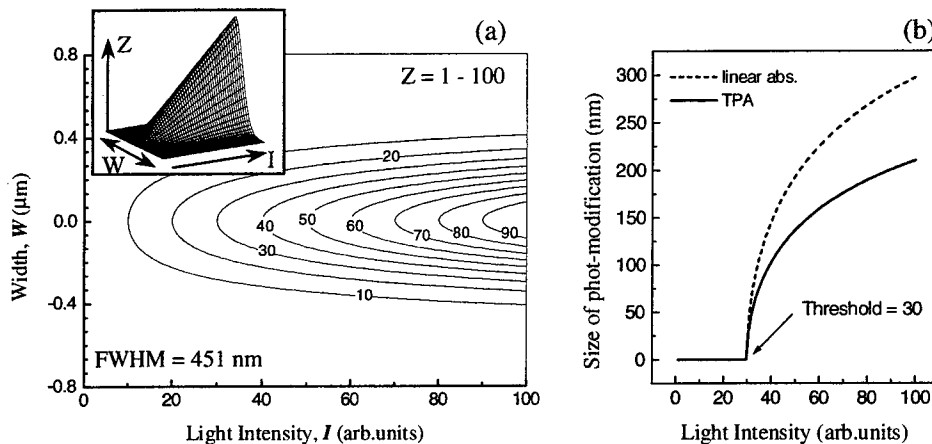 (a)
Z
W
I
Z = 1 - 100
0.8
0.4
0.0
-0.4
-0.8
Width, W (μm)
20
40
50
60
70
80
90
30
10
FWHM = 451 nm
0
20
40
60
80
100
Light Intensity, I (arb.units)
(b)
linear abs.
TPA
300
250
200
150
100
50
0
Size of phot-modification (nm)
Threshold = 30
0
20
40
60
80
100
Light Intensity (arb.units)